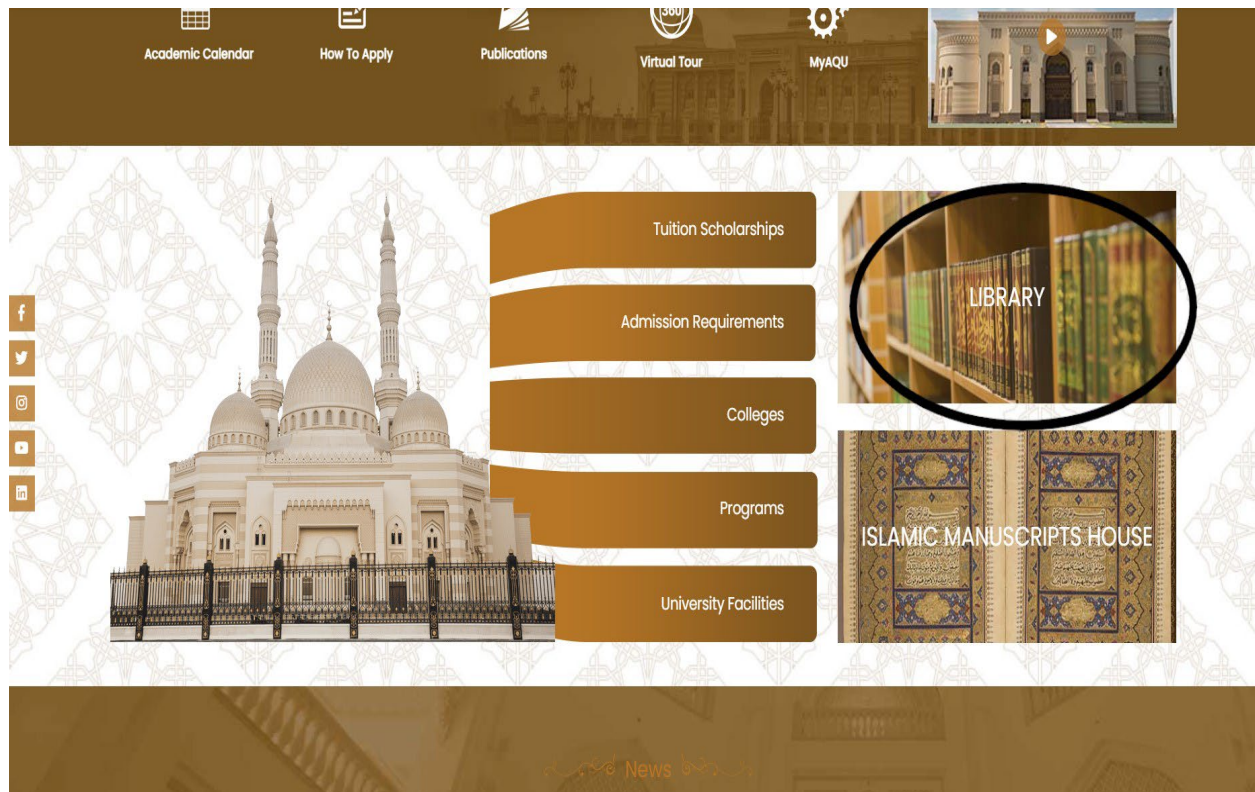 360
Academic Calendar
How To Apply
Publications
Virtual Tour
MyAQU
Tuition Scholarships
Admission Requirements
Colleges
Programs
University Facilities
LIBRARY
ISLAMIC MANUSCRIPTS HOUSE
News